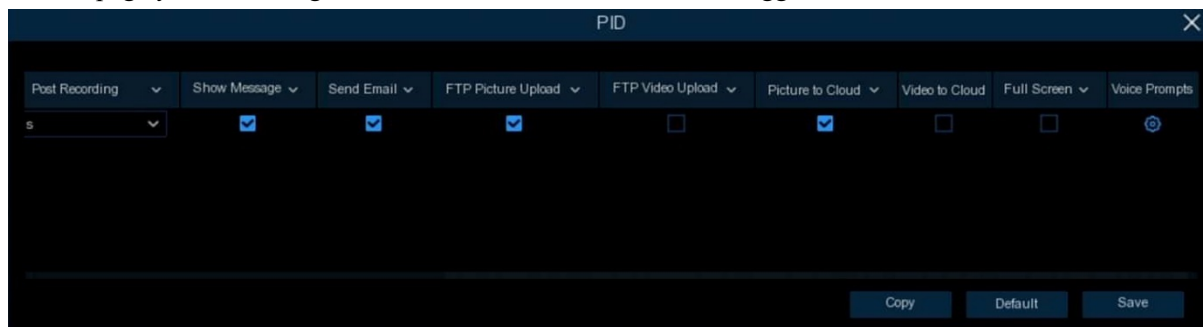 PID
Post Recording Show Message Send Email FTP Picture Upload FTP Video Upload Picture to Cloud Video to Cloud Full Screen Voice Prompts
s
Copy Default Save